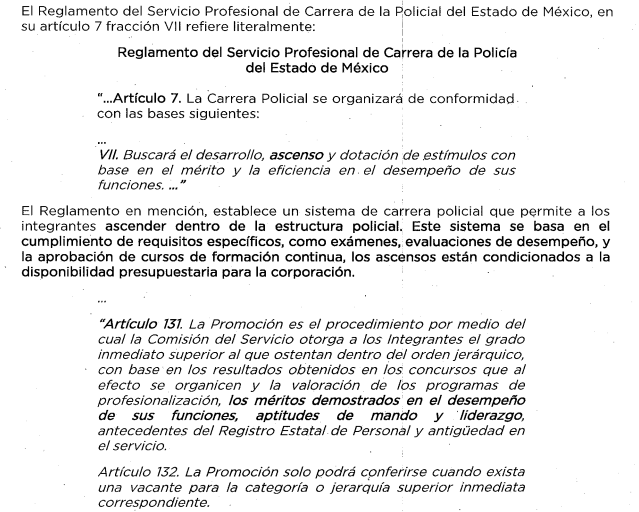 El Reglamento del Servicio Profesional de Carrera de la Policial del Estado de México, en
su artículo 7 fracción VII refiere literalmente:
Reglamento del Servicio Profesional de Carrera de la Policía
del Estado de México
"...Artículo 7. La Carrera Policial se organizará de conformidad
con las bases siguientes:
...
VII. Buscará el desarrollo, ascenso y dotación de estímulos con
base en el mérito y la eficiencia en el desempeño de sus
funciones. ..."
El Reglamento en mención, establece un sistema de carrera policial que permite a los
integrantes ascender dentro de la estructura policial. Este sistema se basa en el
cumplimiento de requisitos específicos, como exámenes, evaluaciones de desempeño, y
la aprobación de cursos de formación continua, los ascensos están condicionados a la
disponibilidad presupuestaria para la corporación.
...
"Artículo 131. La Promoción es el procedimiento por medio del
cual la Comisión del Servicio otorga a los Integrantes el grado
inmediato superior al que ostentan dentro del orden jerárquico,
con base en los resultados obtenidos en los concursos que al
efecto se organicen y la valoración de los programas de
profesionalización, los méritos demostrados en el desempeño
de sus funciones, aptitudes de mando y liderazgo,
antecedentes del Registro Estatal de Personal y antigüedad en
el servicio.
Artículo 132. La Promoción solo podrá conferirse cuando exista
una vacante para la categoría o jerarquía superior inmediata
correspondiente.